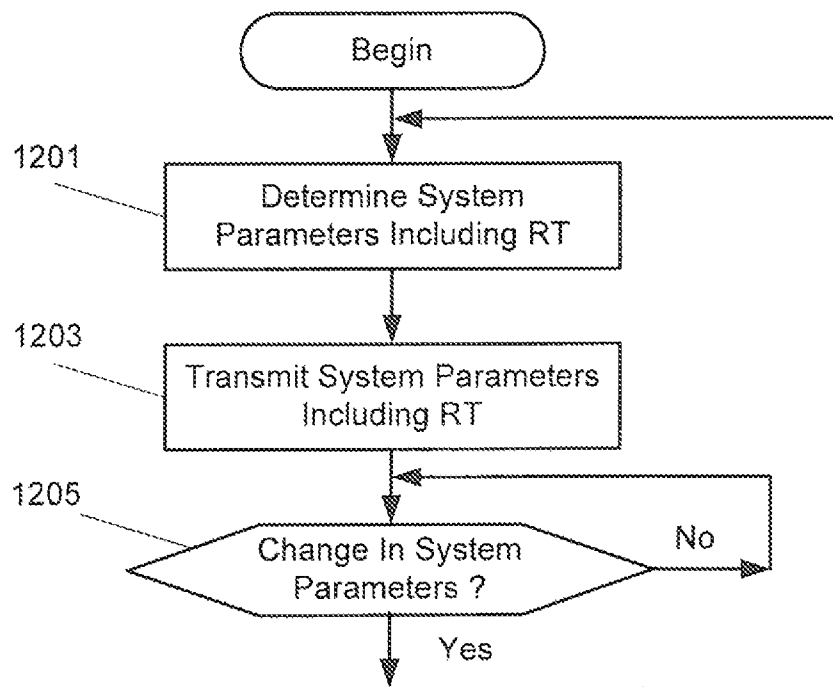 Begin
1201
Determine System
Parameters Including RT
1203
Transmit System Parameters
Including RT
1205
Change In System
Parameters ?
No
Yes